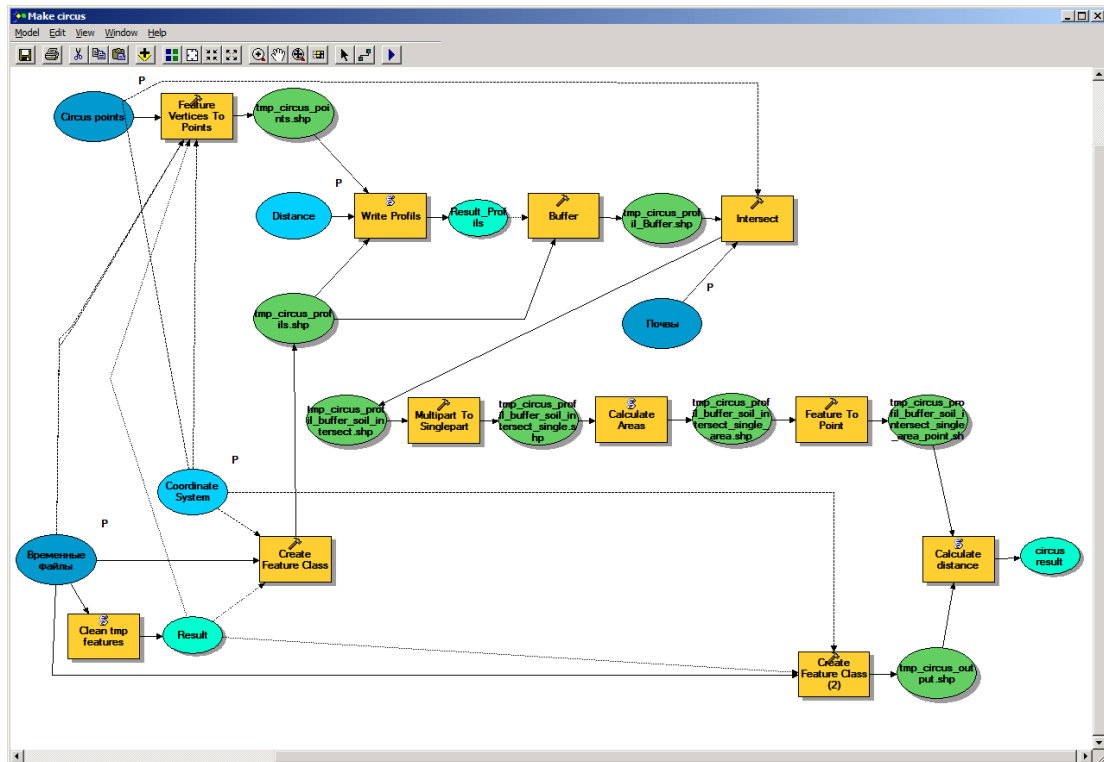 Make circus
Model Edit View Window Help
P
Circus points
Feature
Vertices To
Points
tmp_circus_poi
nts.shp
P
Distance
Write Profils
Result_Prof
ils
Buffer
tmp_circus_prof
il_Buffer.shp
Intersect
tmp_circus_prof
ils.shp
P
Почвы
tmp_circus_prof
il_buffer_soil_in
tersect.shp
Multipart To
Singlepart
tmp_circus_prof
il_buffer_soil_in
tersect_single.s
hp
Calculate
Areas
tmp_circus_prof
il_buffer_soil_in
tersect_single_
area.shp
Feature To
Point
tmp_circus_prof
il_buffer_soil_i
ntersect_single
_area_point.sh
P
Coordinate
System
P
Временные
файлы
Create
Feature Class
Calculate
distance
circus
result
Clean tmp
features
Result
Create
Feature Class
(2)
tmp_circus_out
put.shp